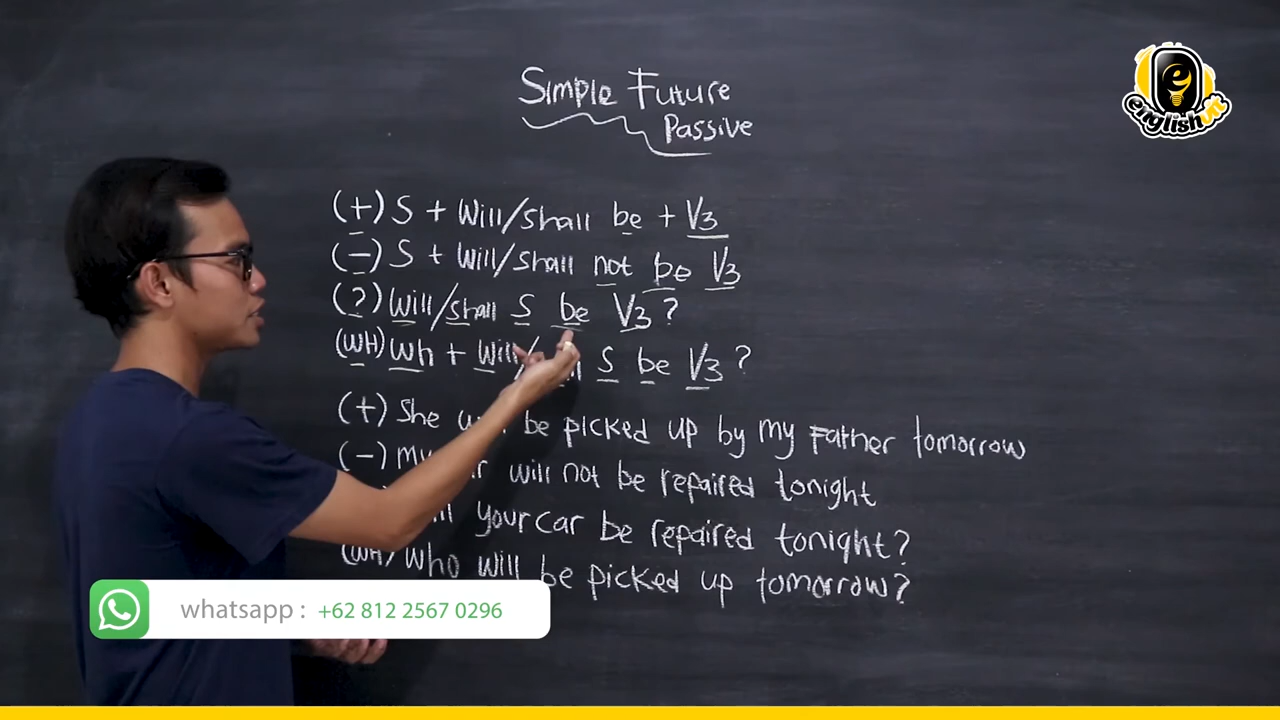 Simple Future
Passive
englishvit
(+) S + Will/shall be + V3
(-) S + Will/shall not be V3
(?) Will/shall S be V3?
(WH) Wh + Will/ S be V3?
(+) She be picked up by my Father tomorrow
(-) will not be repaired tonight
your car be repaired tonight?
(WH) Who will be picked up tomorrow?
whatsapp : +62 812 2567 0296